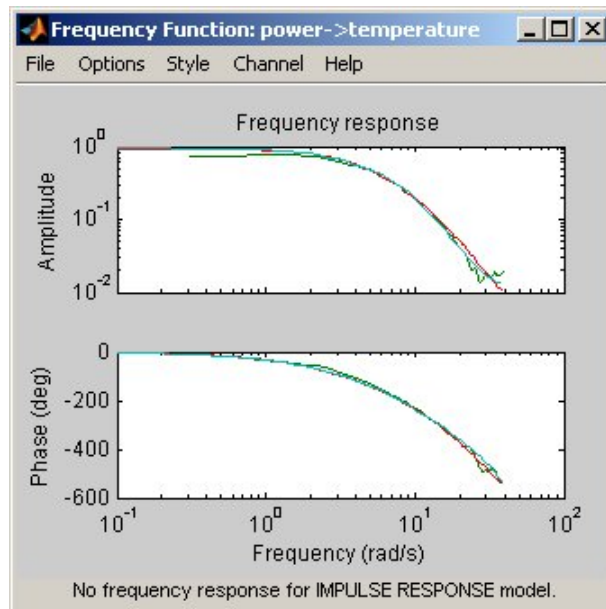 Frequency Function: power->temperature
File Options Style Channel Help
Frequency response
Amplitude
10^0
10^-1
10^-2
Phase (deg)
0
-200
-400
-600
10^-1 10^0 10^1 10^2
Frequency (rad/s)
No frequency response for IMPULSE RESPONSE model.